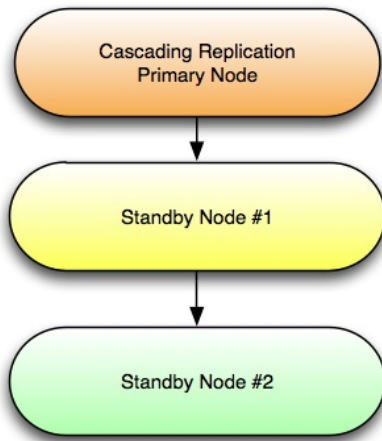 Cascading Replication
Primary Node
Standby Node #1
Standby Node #2